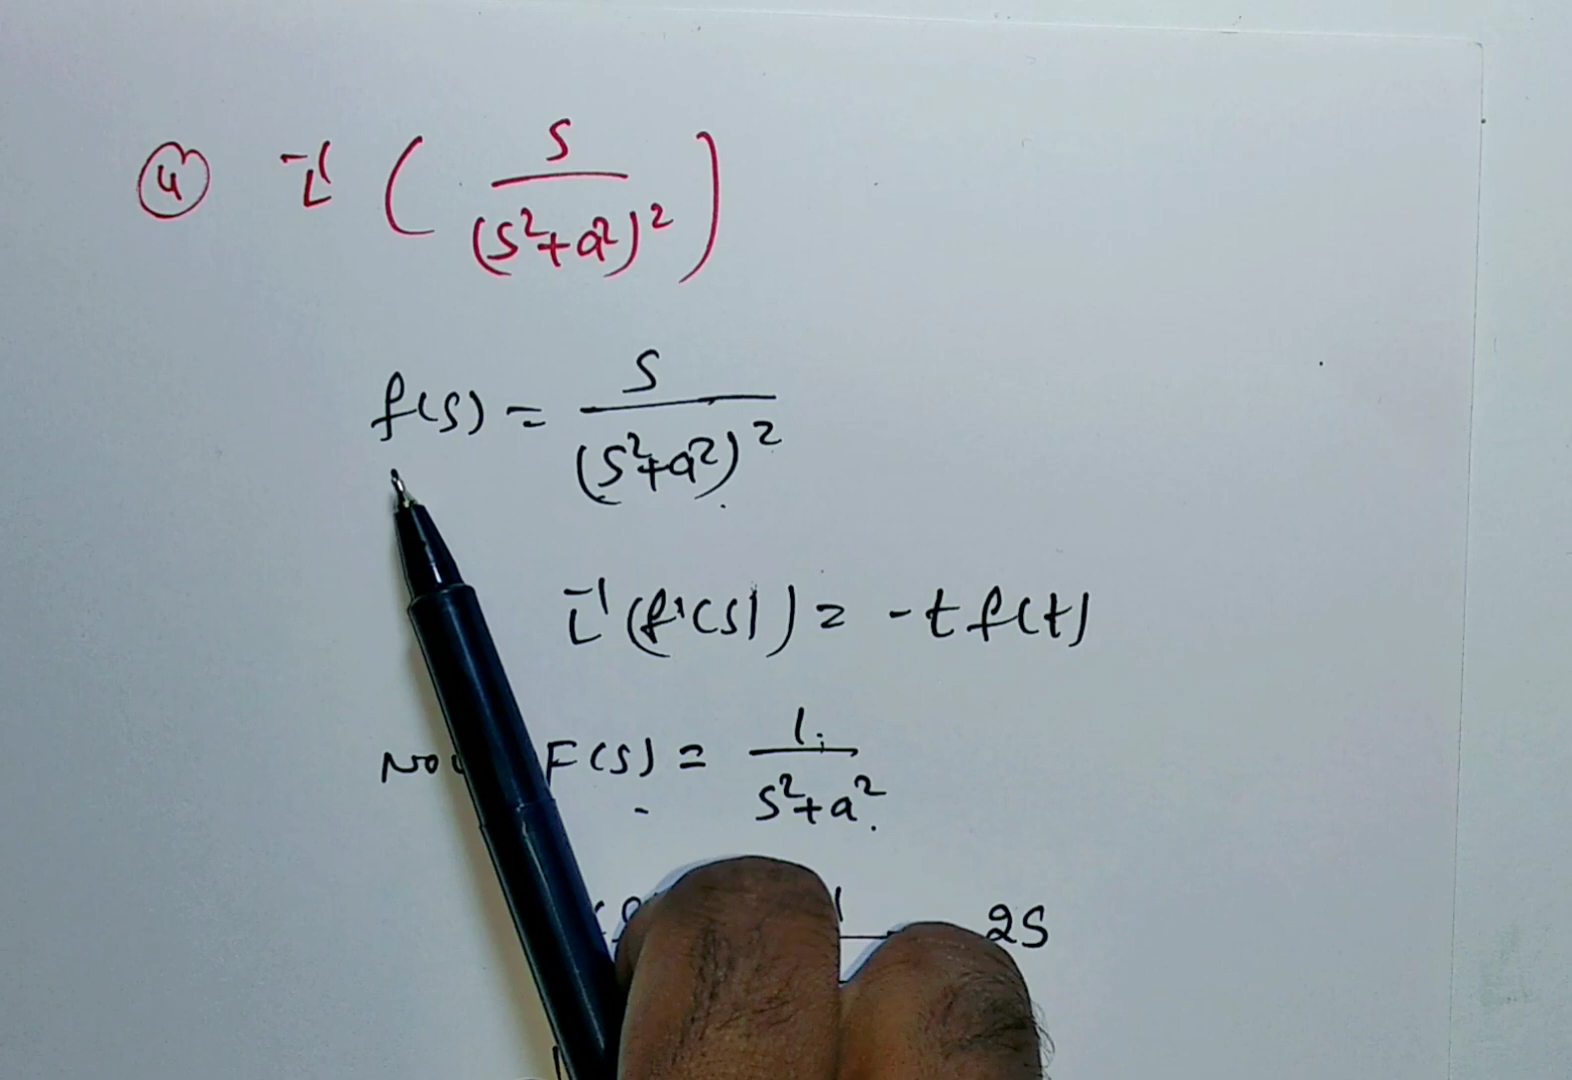 ④ L⁻¹ ( s / (s²+a²)² )
f(s) = s / (s²+a²)²
L⁻¹(f'(s)) = -t f(t)
F(s) = 1 / s²+a²
2s